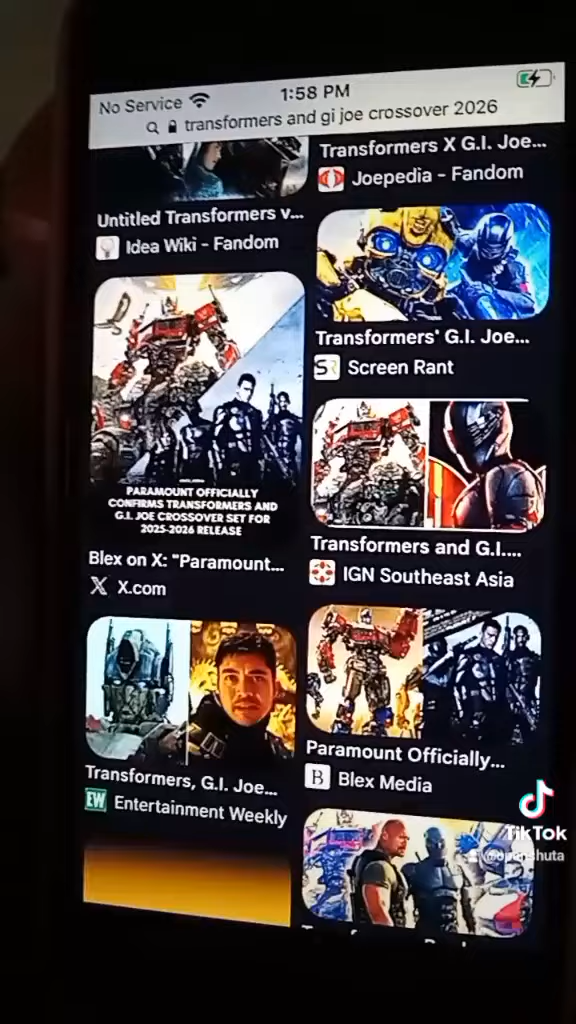 No Service
1:58 PM
transformers and gi joe crossover 2026
Untitled Transformers v...
Idea Wiki - Fandom
PARAMOUNT OFFICIALLY
CONFIRMS TRANSFORMERS AND
G.I. JOE CROSSOVER SET FOR
2025-2026 RELEASE
Blex on X: "Paramount...
X X.com
Transformers, G.I. Joe...
EW Entertainment Weekly
Transformers X G.I. Joe...
Joepedia - Fandom
Transformers' G.I. Joe...
SR Screen Rant
Transformers and G.I....
IGN Southeast Asia
Paramount Officially...
B Blex Media
TikTok